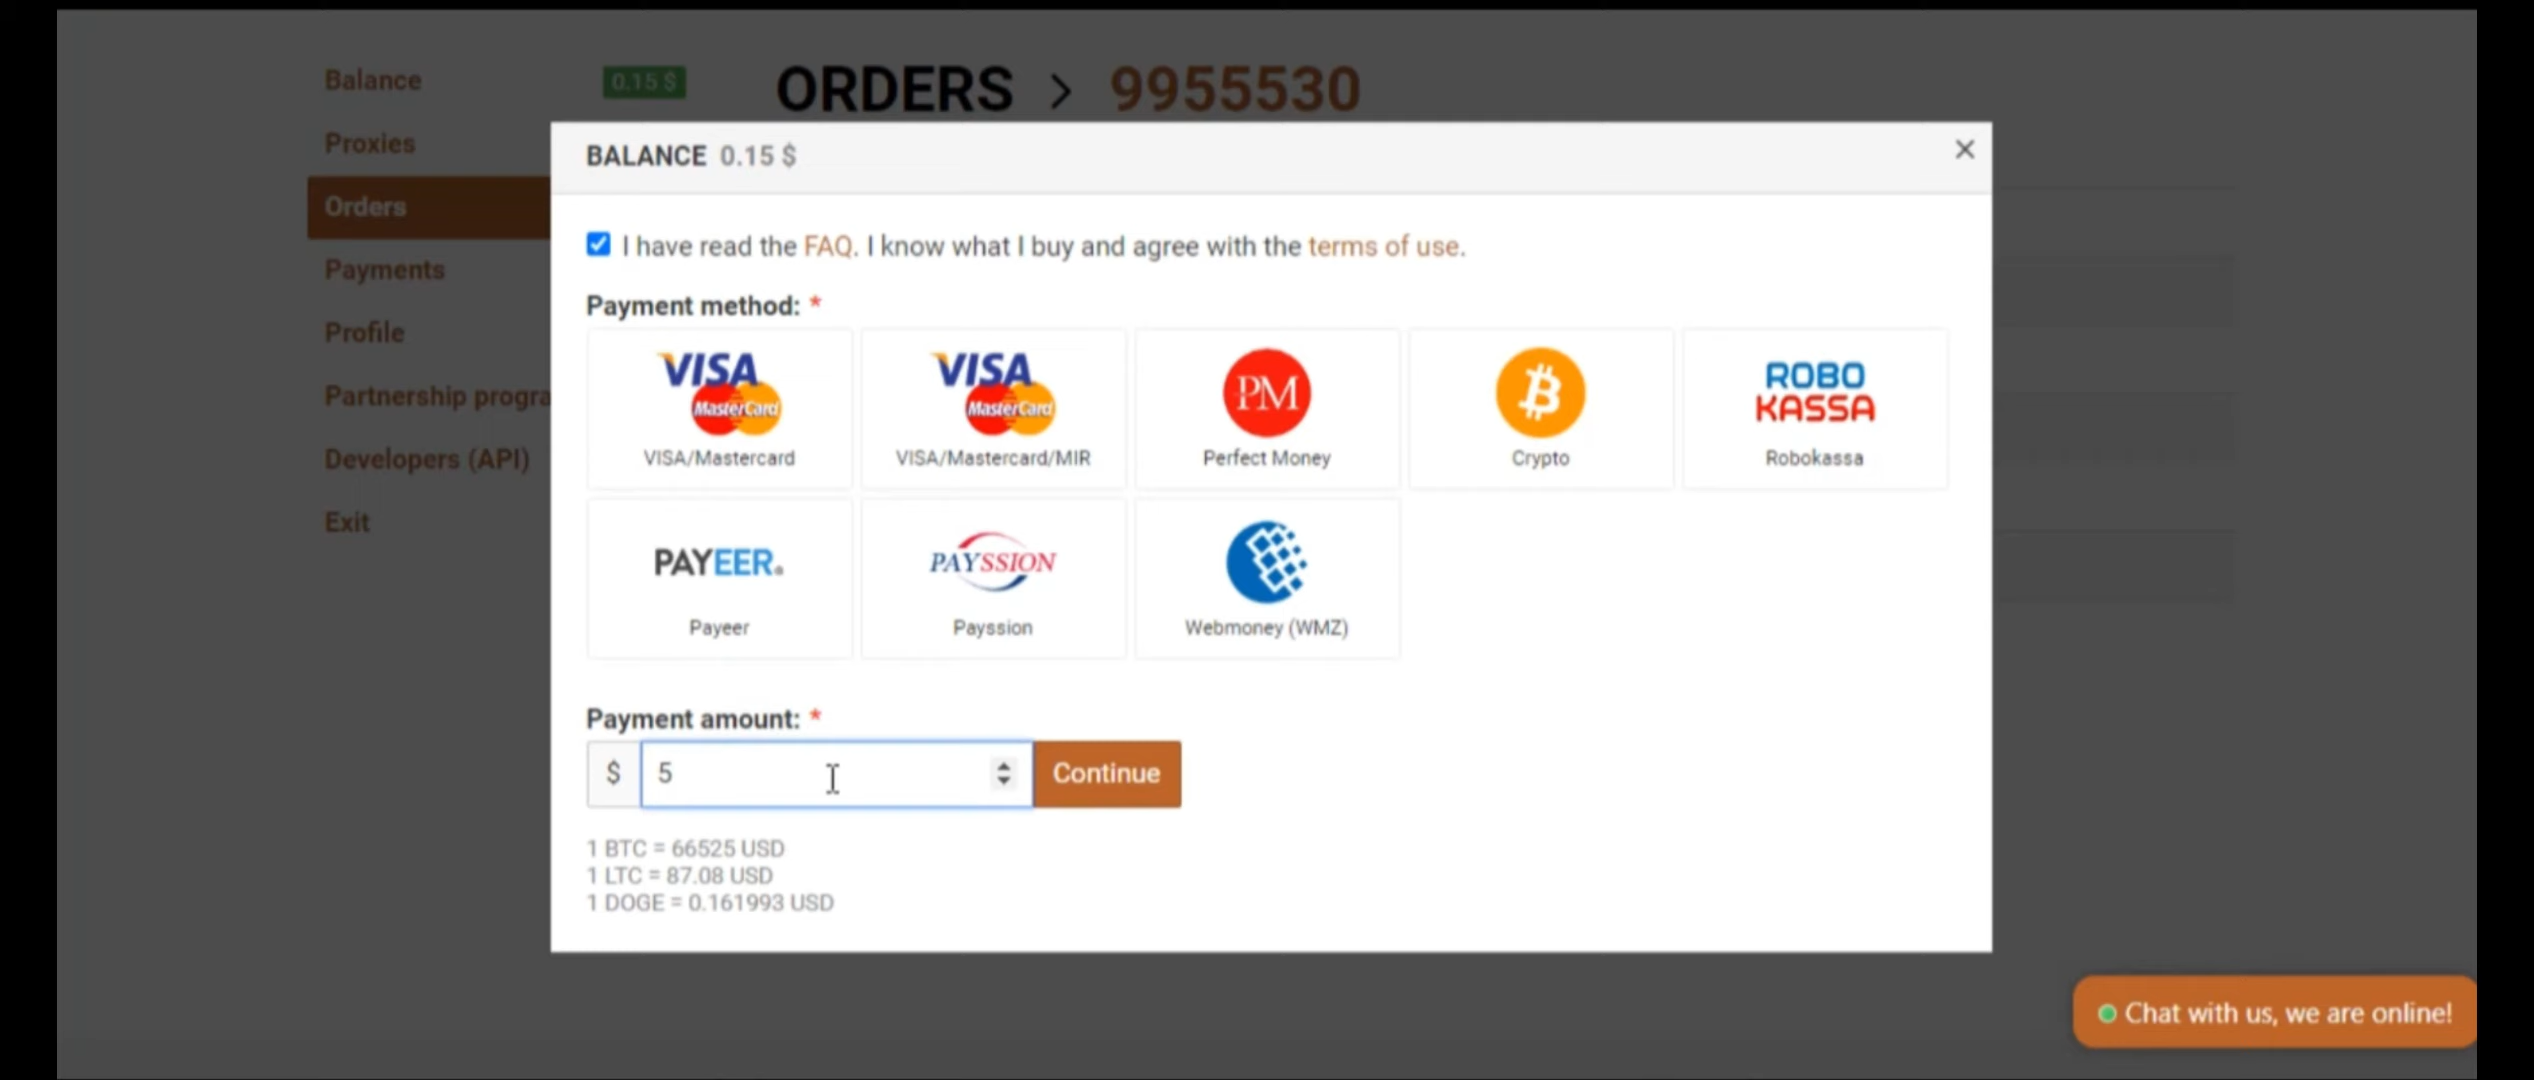 Balance 0.15 $
ORDERS > 9955530
Proxies
Orders
Payments
Profile
Partnership progra
Developers (API)
Exit
BALANCE 0.15 $
×
I have read the FAQ. I know what I buy and agree with the terms of use.
Payment method: *
VISA MasterCard
VISA/Mastercard
VISA MasterCard
VISA/Mastercard/MIR
PM
Perfect Money
Crypto
ROBO
KASSA
Robokassa
PAYEER.
Payeer
PAYSSION
Payssion
Webmoney (WMZ)
Payment amount: *
$ 5 Continue
1 BTC = 66525 USD
1 LTC = 87.08 USD
1 DOGE = 0.161993 USD
Chat with us, we are online!